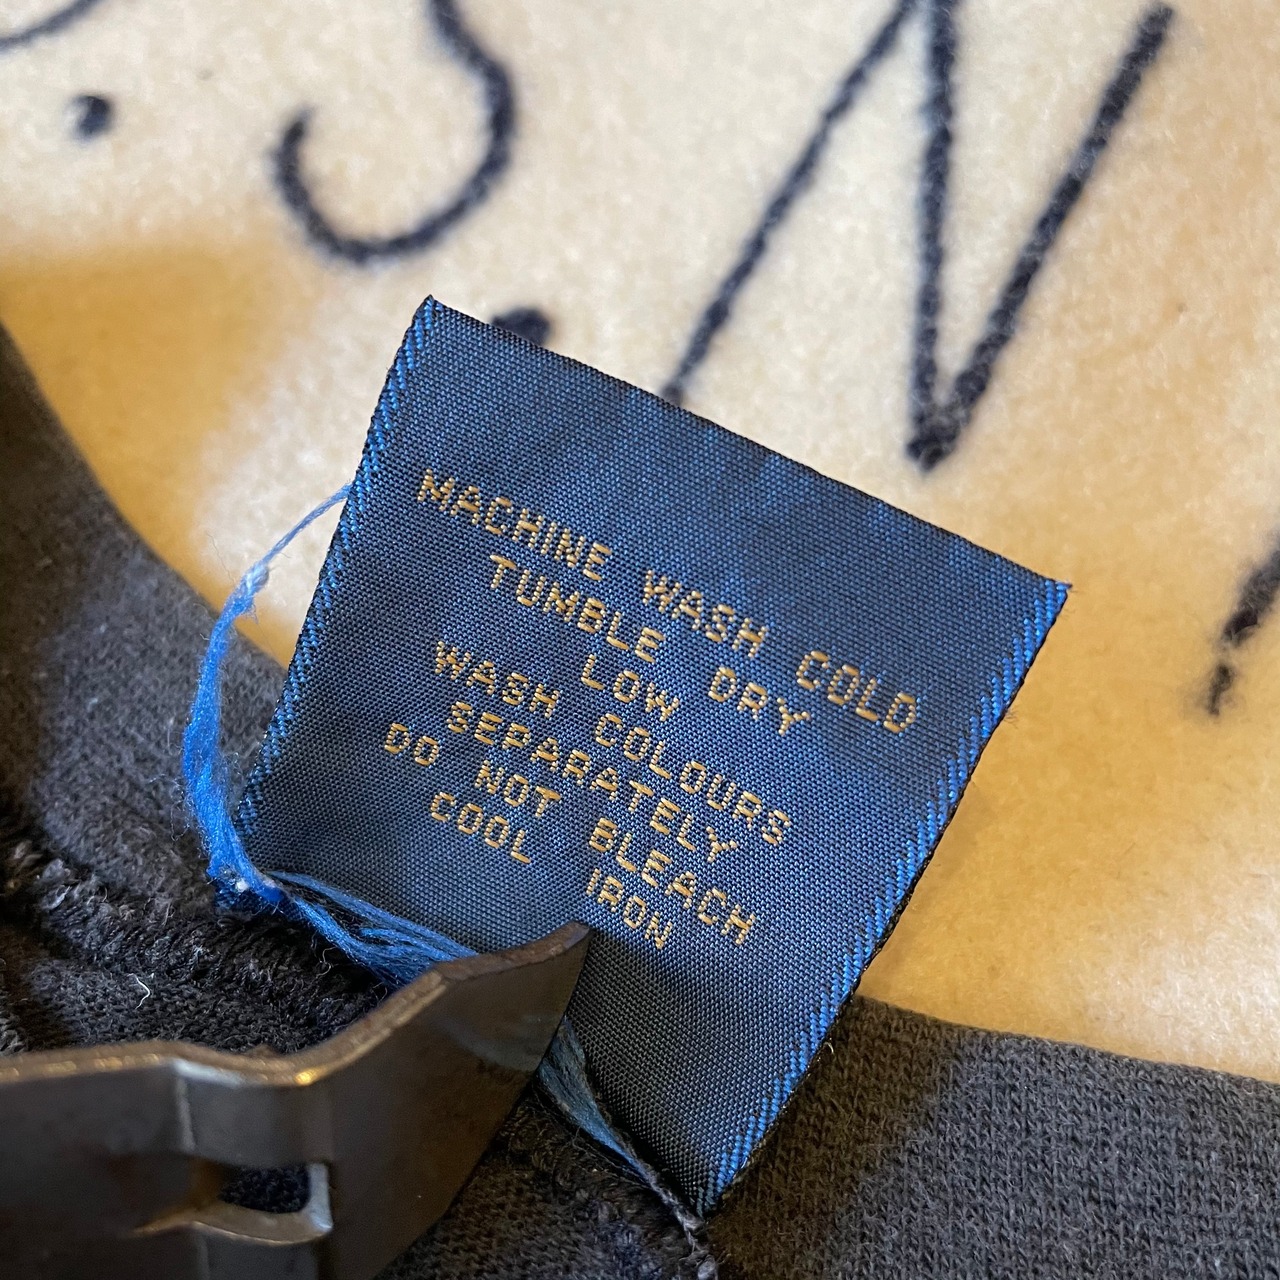 S N
MACHINE WASH COLD
TUMBLE DRY
LOW
WASH COLOURS
SEPARATELY
DO NOT BLEACH
COOL IRON